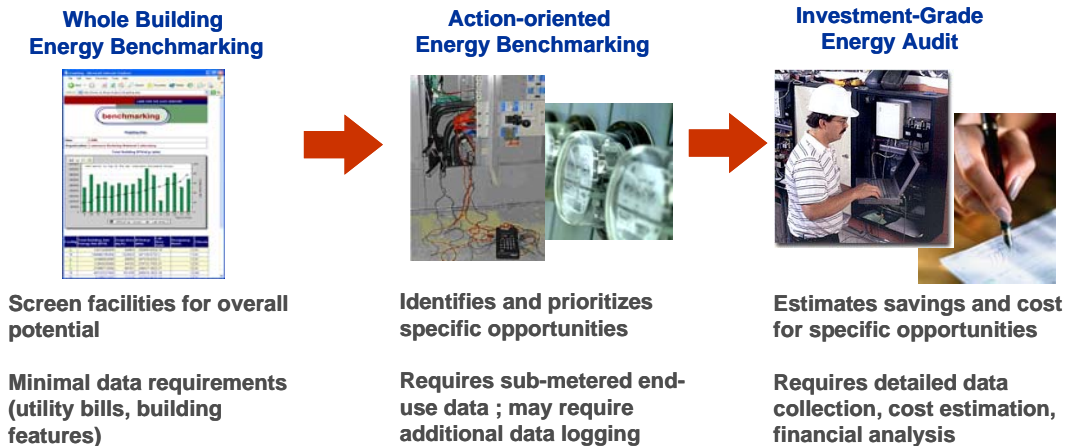 Whole Building
Energy Benchmarking
benchmarking
Screen facilities for overall
potential
Minimal data requirements
(utility bills, building
features)
Action-oriented
Energy Benchmarking
Identifies and prioritizes
specific opportunities
Requires sub-metered end-
use data ; may require
additional data logging
Investment-Grade
Energy Audit
Estimates savings and cost
for specific opportunities
Requires detailed data
collection, cost estimation,
financial analysis